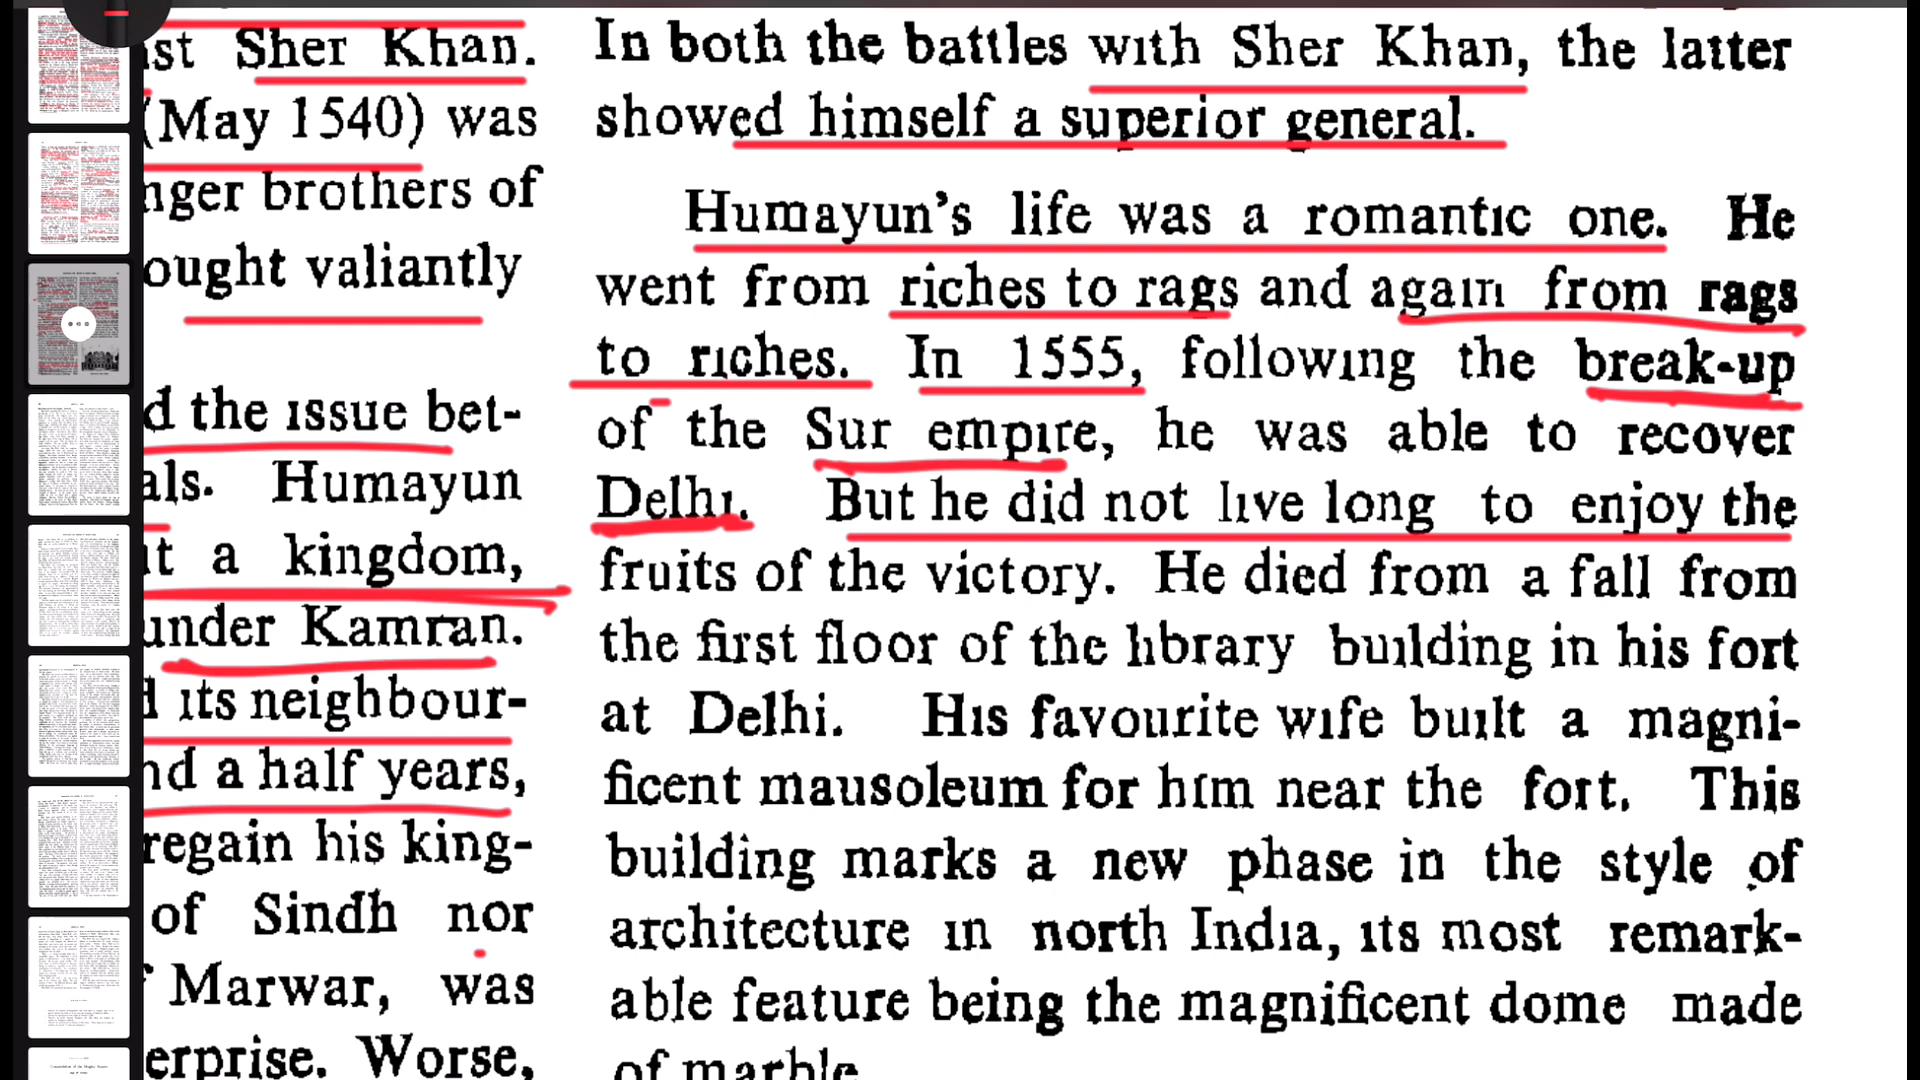 Sher Khan.
(May 1540) was
brothers of
valiantly
the issue bet-
Humayun
a kingdom,
under Kamran.
its neighbour-
a half years,
regain his king-
of Sindh nor
Marwar, was
Worse,
In both the battles with Sher Khan, the latter
showed himself a superior general.
Humayun's life was a romantic one. He
went from riches to rags and again from rags
to riches. In 1555, following the break-up
of the Sur empire, he was able to recover
Delhi. But he did not live long to enjoy the
fruits of the victory. He died from a fall from
the first floor of the library building in his fort
at Delhi. His favourite wife built a magni-
ficent mausoleum for him near the fort. This
building marks a new phase in the style of
architecture in north India, its most remark-
able feature being the magnificent dome made
of marble